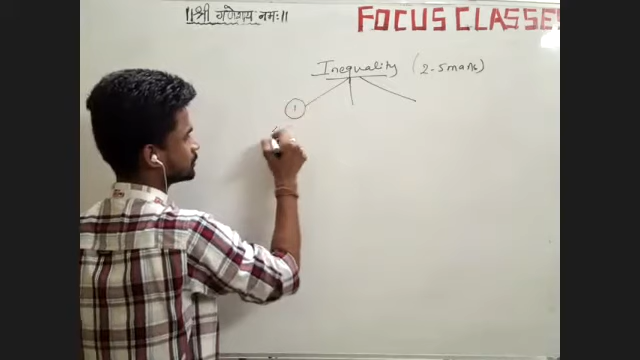 ॥श्री गणेशाय नमः॥
FOCUS CLASSES
Inequality (2-5 marks)
1